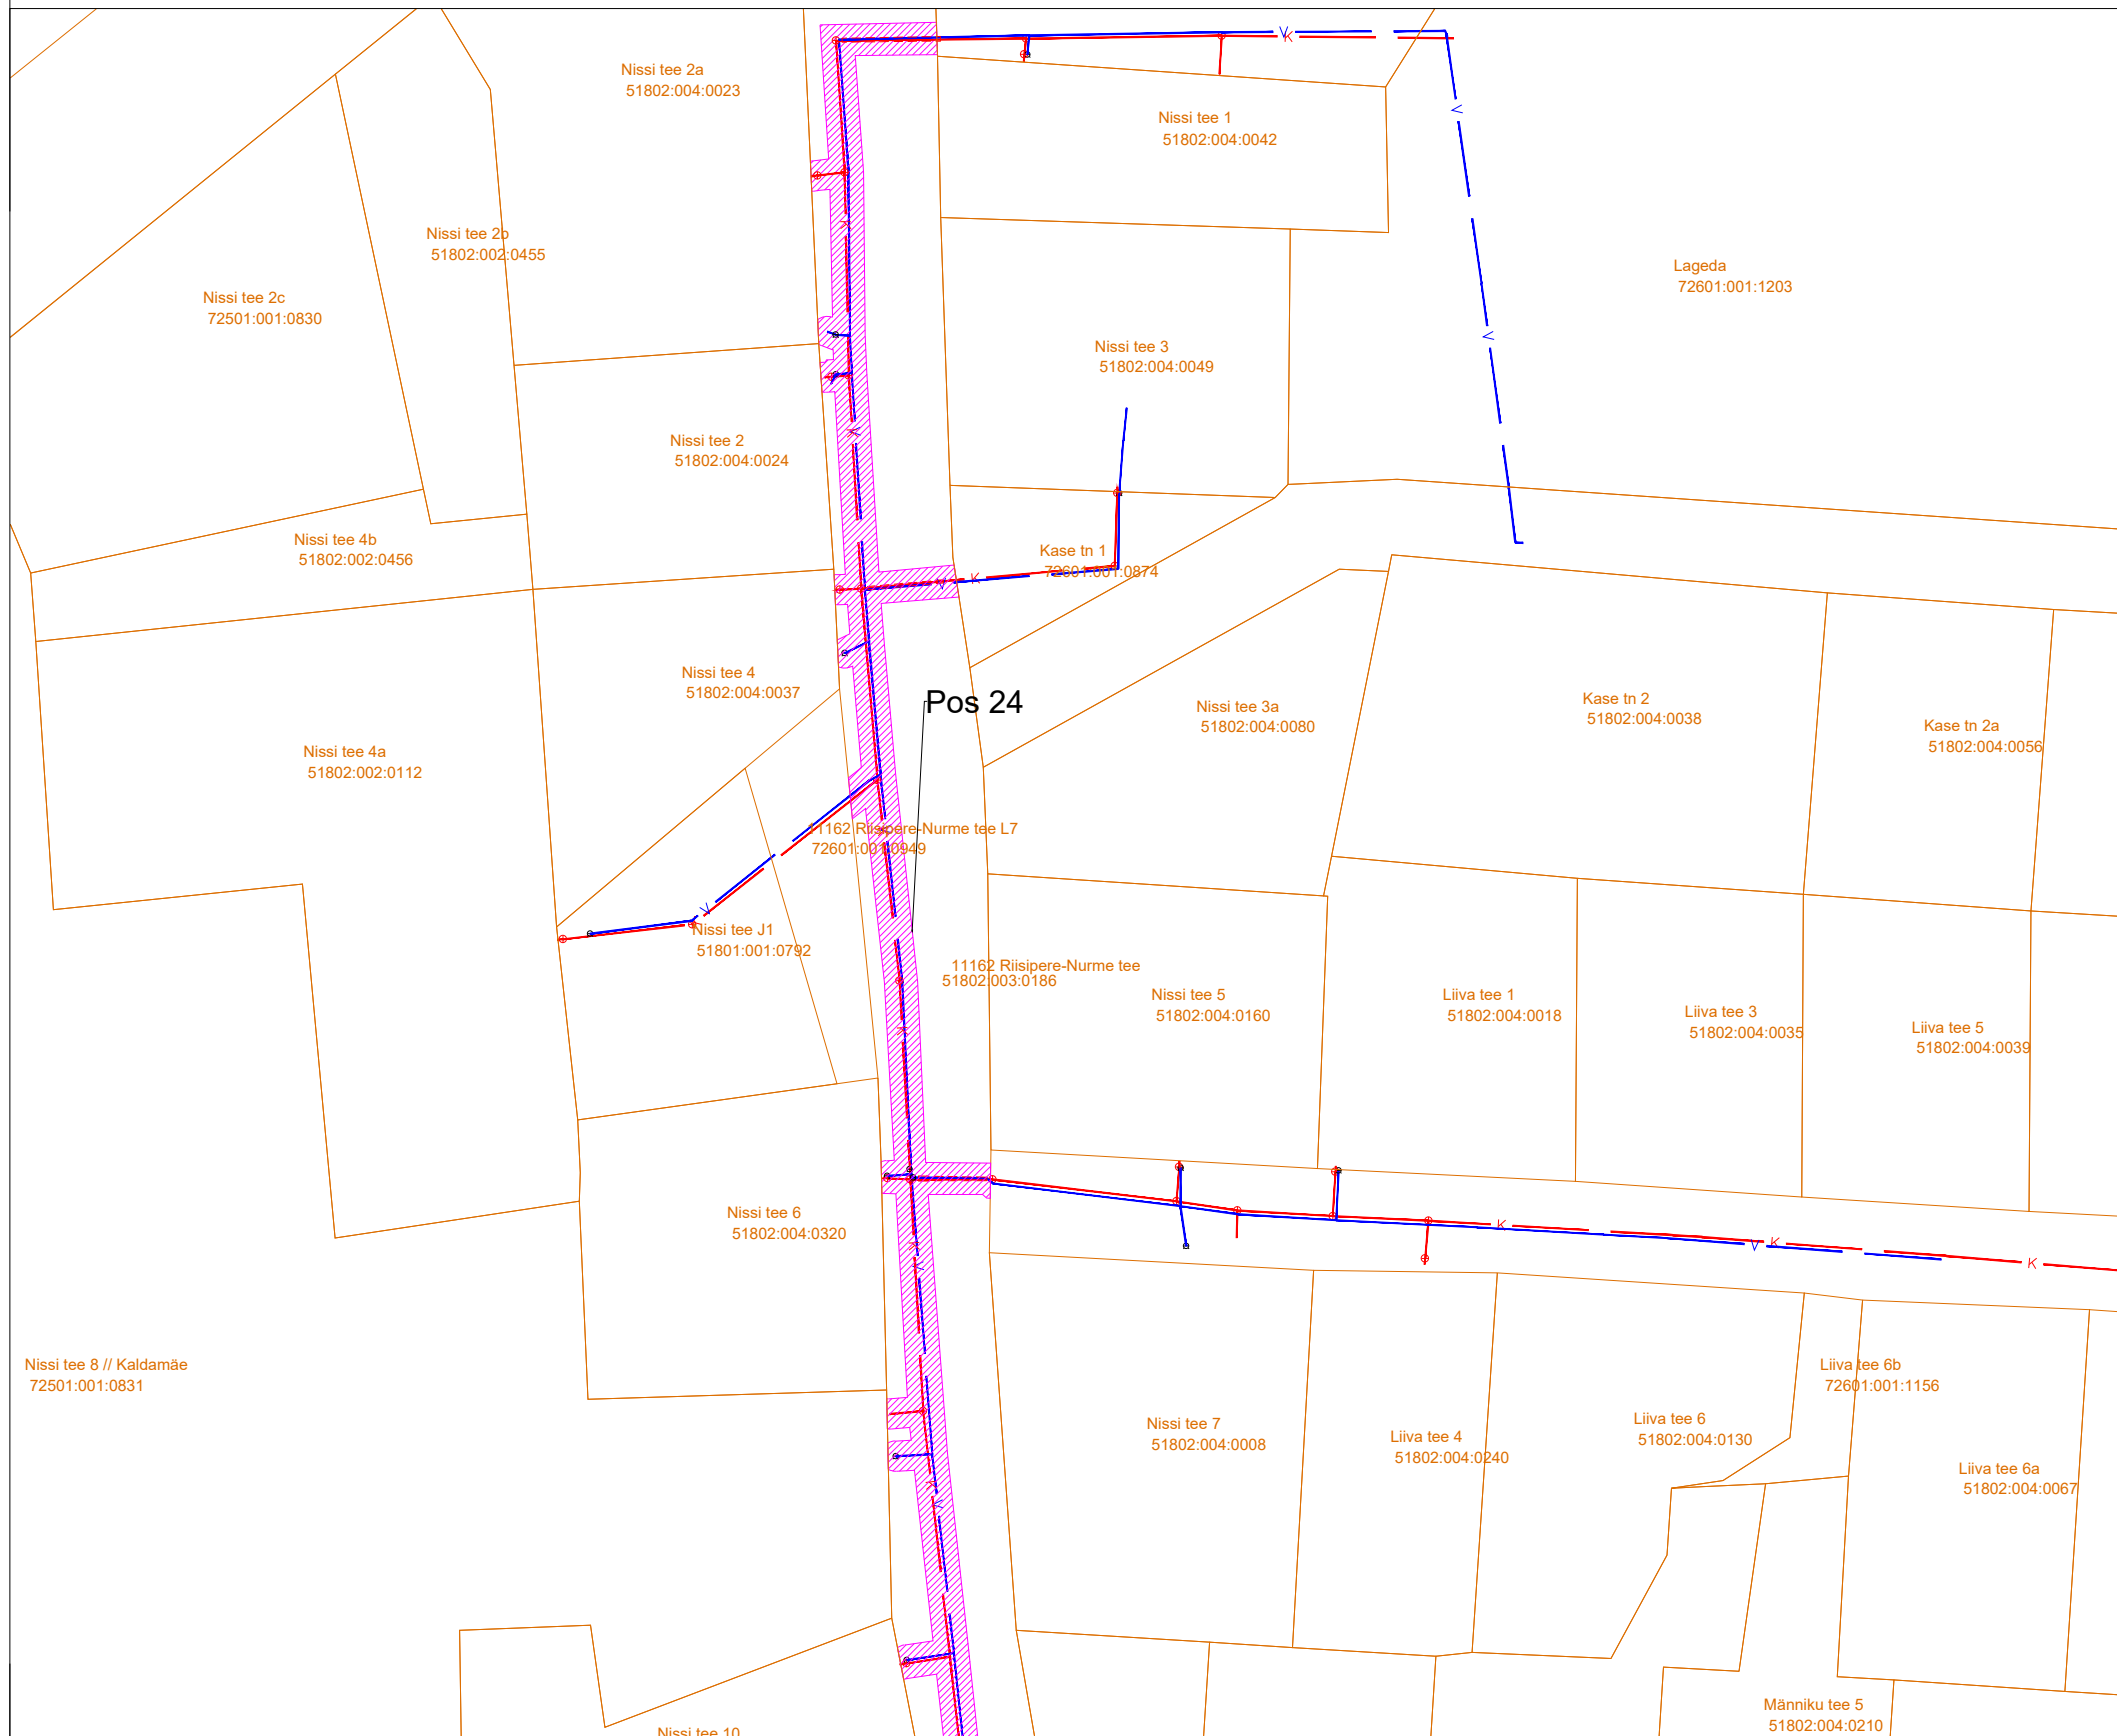 Nissi tee 2a
51802:004:0023
Nissi tee 1
51802:004:0042
Nissi tee 2b
51802:002:0455
Nissi tee 2c
72501:001:0830
Lageda
72601:001:1203
Nissi tee 3
51802:004:0049
Nissi tee 2
51802:004:0024
Nissi tee 4b
51802:002:0456
Kase tn 1
72601:001:0874
Nissi tee 4
51802:004:0037
Pos 24
Nissi tee 3a
51802:004:0080
Kase tn 2
51802:004:0038
Kase tn 2a
51802:004:0056
Nissi tee 4a
51802:002:0112
11162 Riisipere-Nurme tee L7
72601:001:0949
Nissi tee J1
51801:001:0792
11162 Riisipere-Nurme tee
51802:003:0186
Nissi tee 5
51802:004:0160
Liiva tee 1
51802:004:0018
Liiva tee 3
51802:004:0035
Liiva tee 5
51802:004:0039
Nissi tee 6
51802:004:0320
Nissi tee 8 // Kaldamäe
72501:001:0831
Nissi tee 7
51802:004:0008
Liiva tee 4
51802:004:0240
Liiva tee 6
51802:004:0130
Liiva tee 6b
72601:001:1156
Liiva tee 6a
51802:004:0067
Männiku tee 5
51802:004:0210
Nissi tee 10
V
K
V
V
V
K
V
V
K
K
V
K